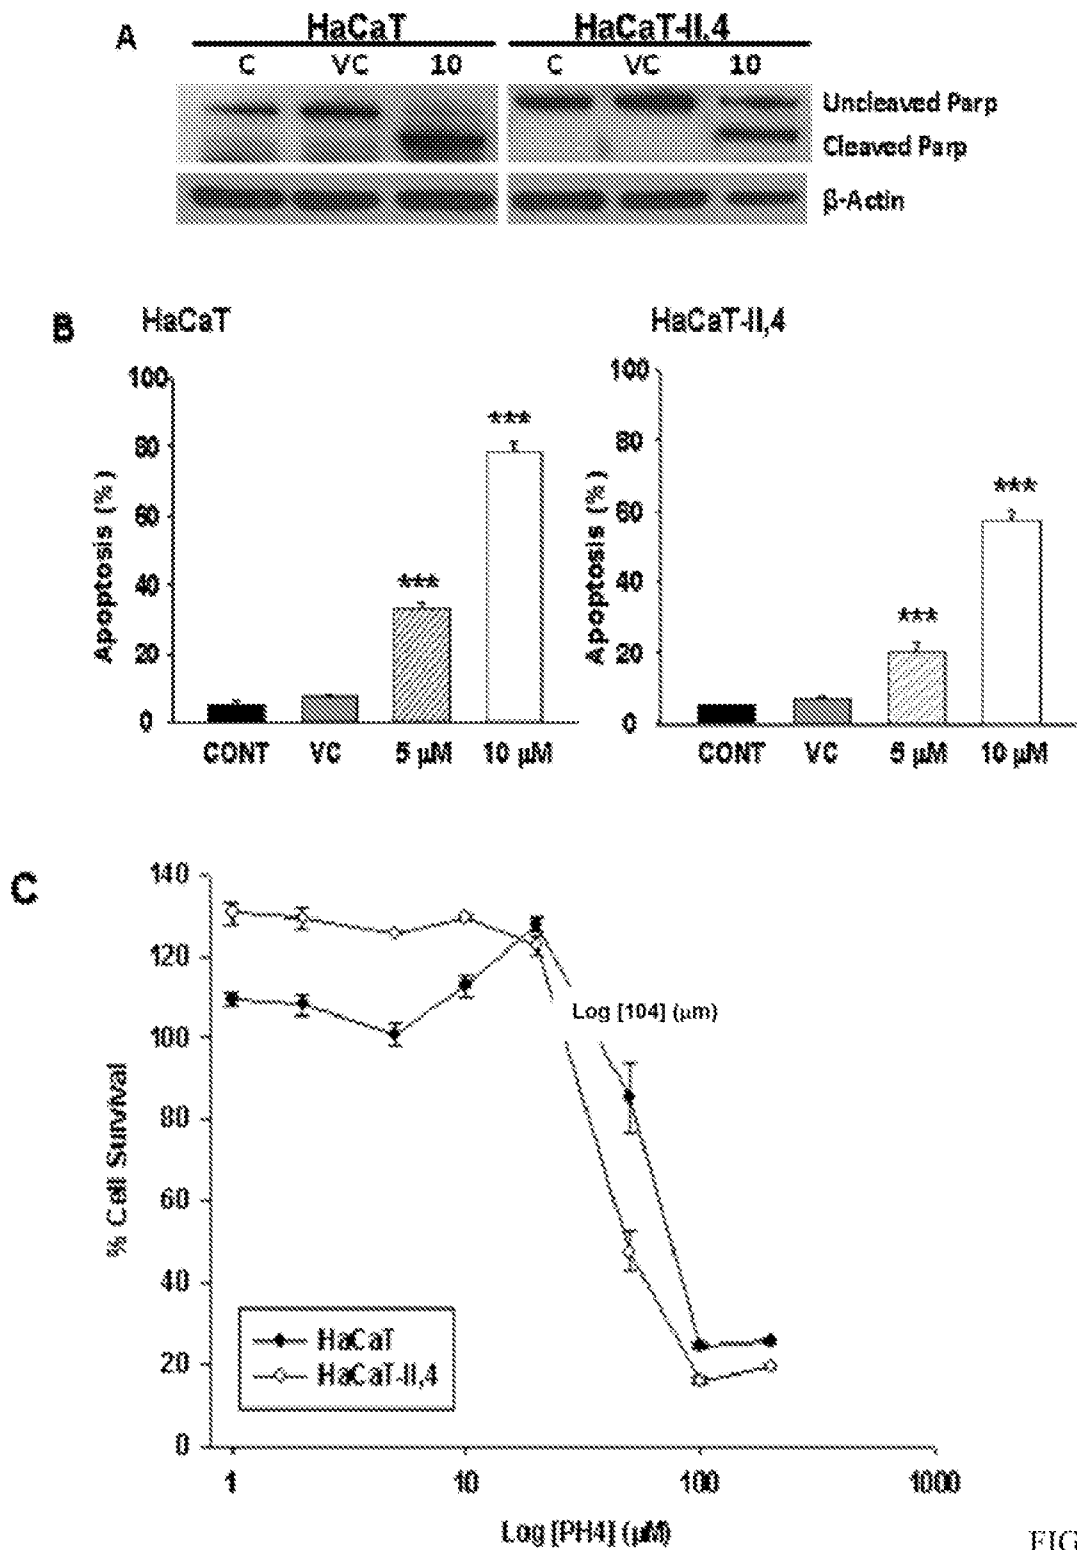 A
HaCaT HaCaT-II,4
C VC 10 C VC 10
Uncleaved Parp
Cleaved Parp
β-Actin
B
HaCaT HaCaT-II,4
100
80
60
40
20
0
Apoptosis (%)
***
***
CONT VC 5 µM 10 µM
100
80
60
40
20
0
Apoptosis (%)
***
***
CONT VC 5 µM 10 µM
C
140
120
100
80
60
40
20
0
% Cell Survival
Log [104] (µm)
HaCaT
HaCaT-II,4
1 10 100 1000
Log [PH4] (µM)
FIG